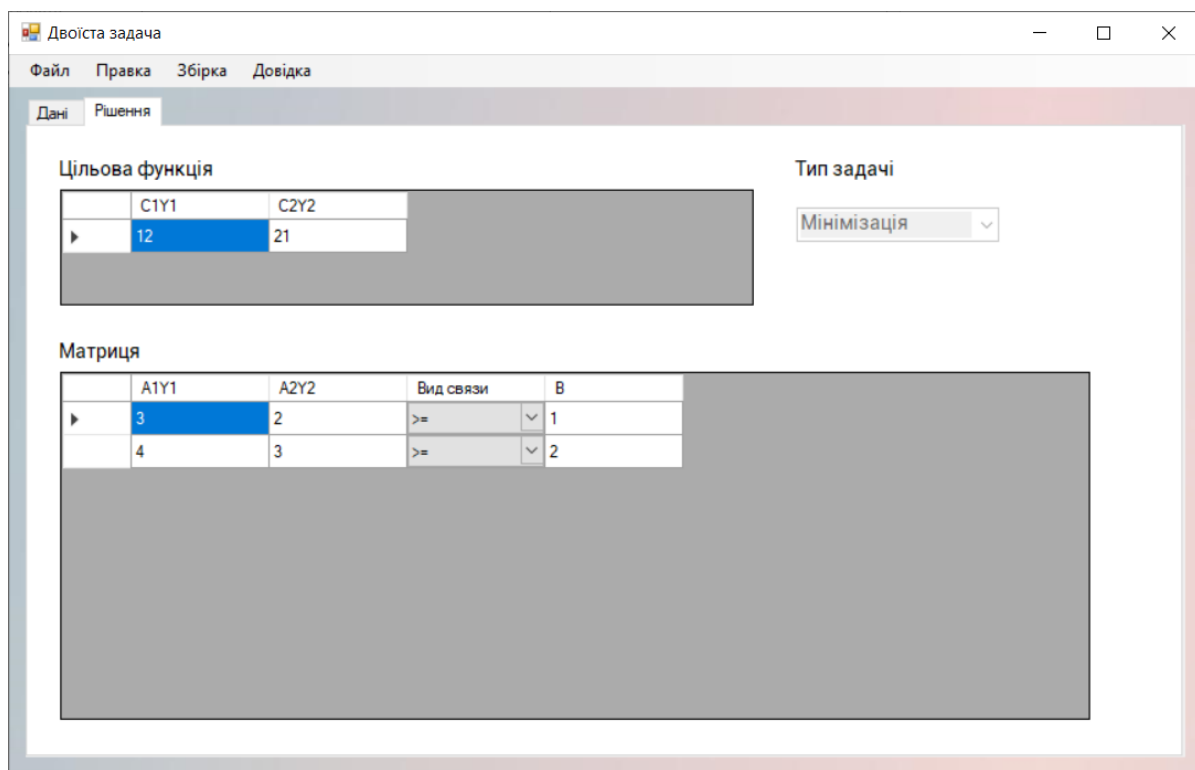 Двоїста задача
Файл Правка Збірка Довідка
Дані Рішення
Цільова функція Тип задачі
C1Y1 C2Y2
12 21 Мінімізація
Матриця
A1Y1 A2Y2 Вид связи B
3 2 >= 1
4 3 >= 2